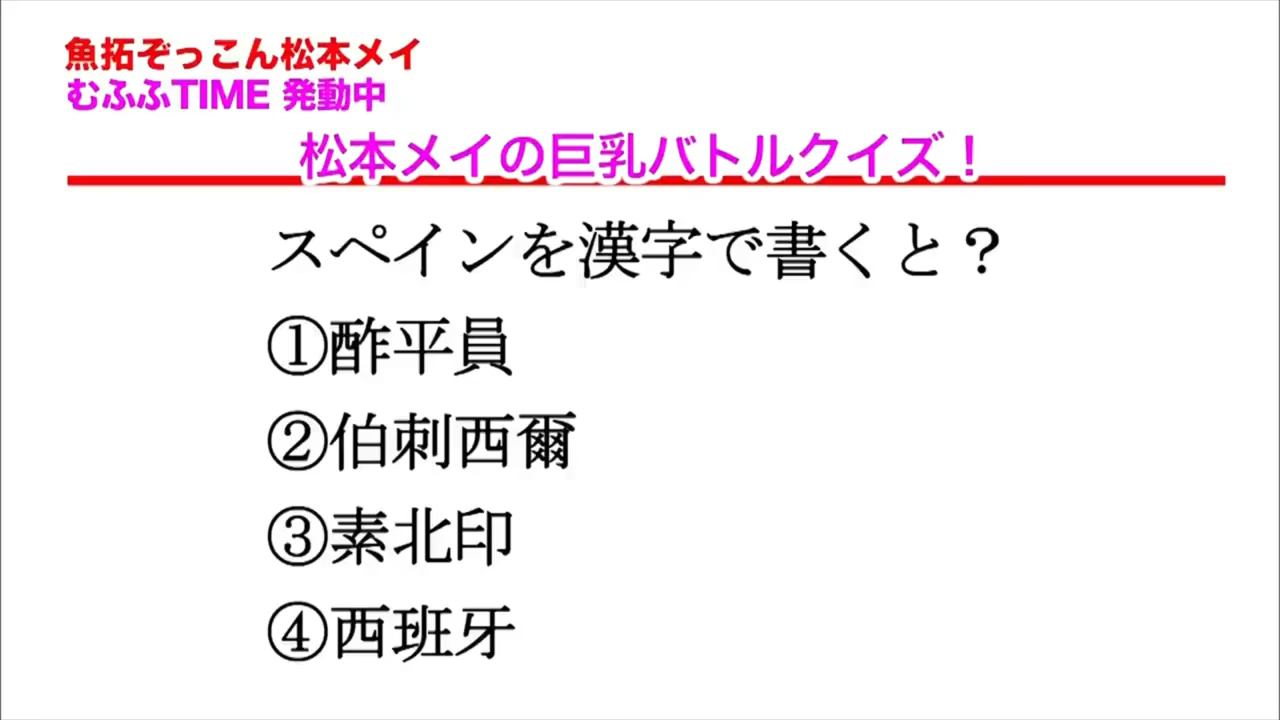 魚拓ぞっこん松本メイ
むふふTIME 発動中
松本メイの巨乳バトルクイズ！
スペインを漢字で書くと？
①酢平員
②伯刺西爾
③素北印
④西班牙